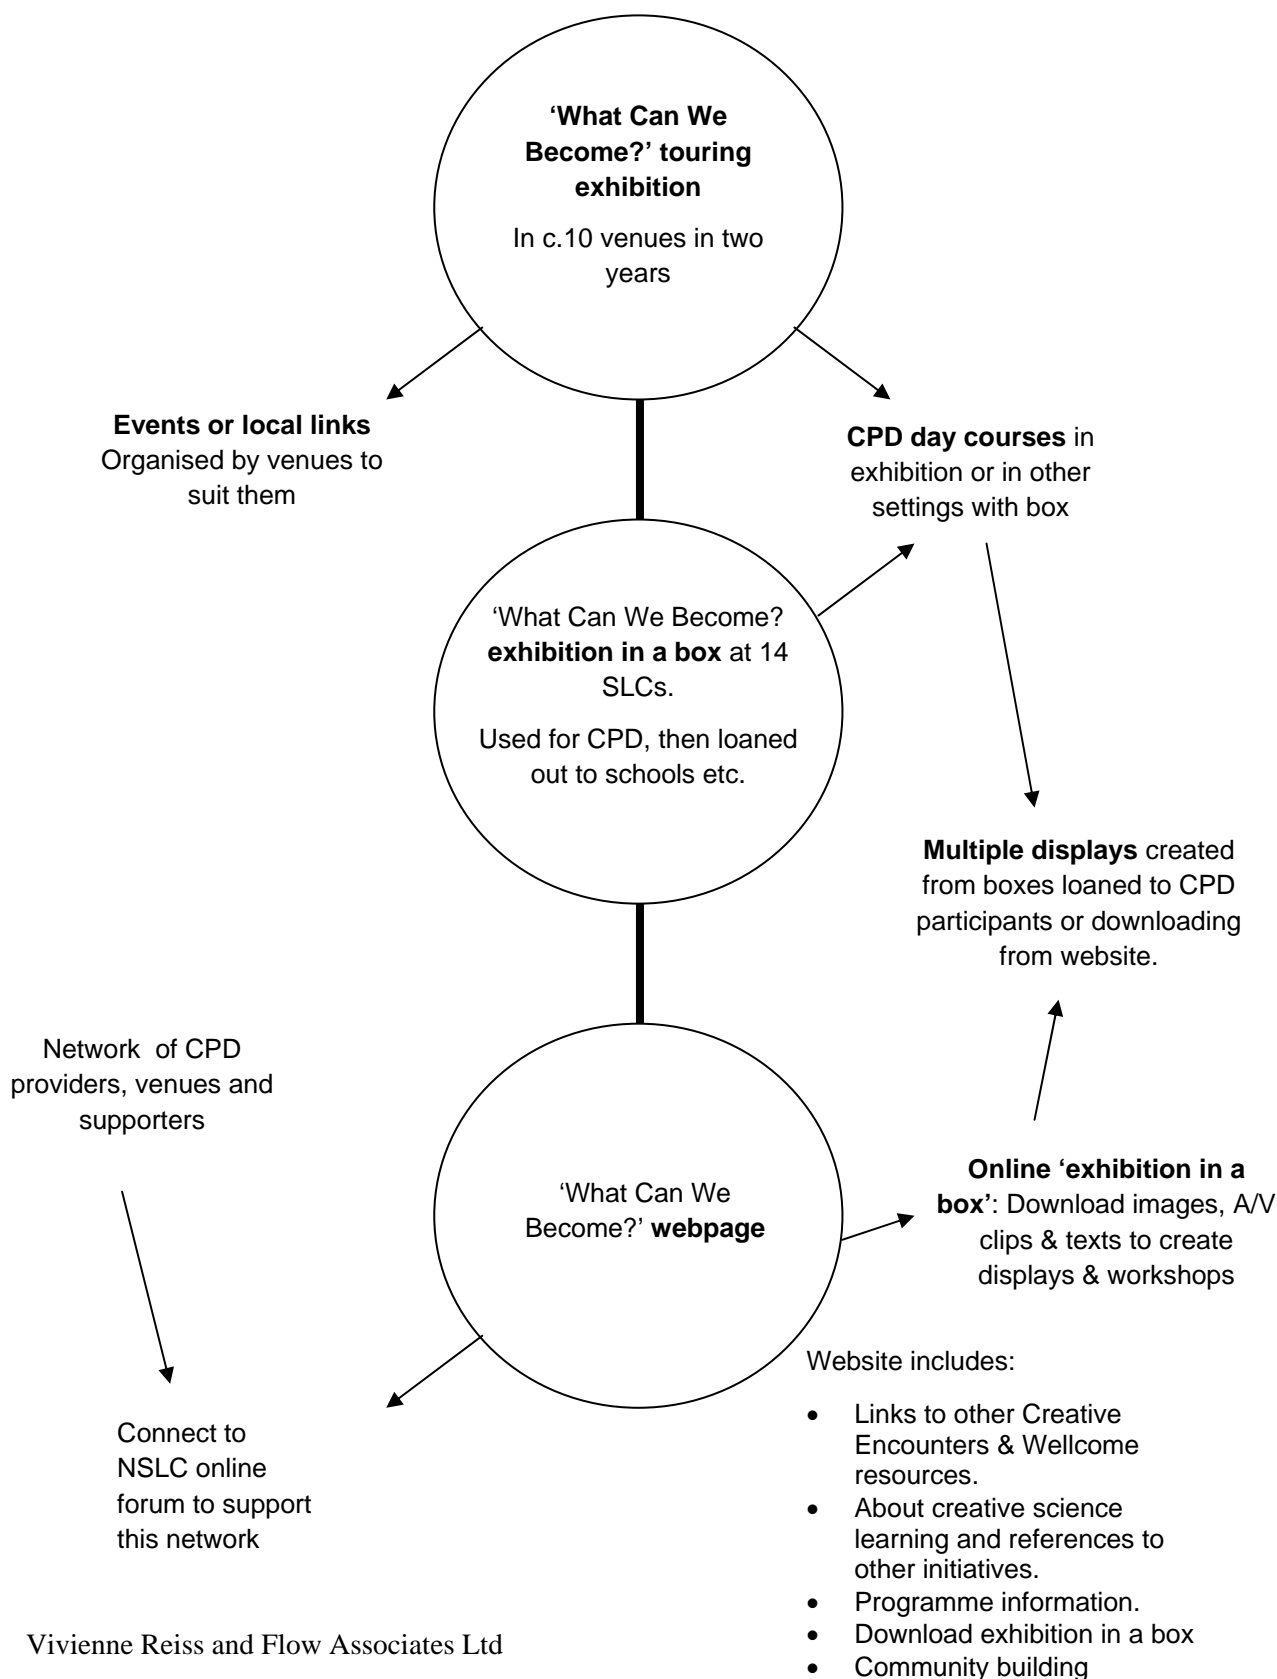 ‘What Can We
Become?’ touring
exhibition
In c.10 venues in two
years
Events or local links
Organised by venues to
suit them
CPD day courses in
exhibition or in other
settings with box
‘What Can We Become?
exhibition in a box at 14
SLCs.
Used for CPD, then loaned
out to schools etc.
Multiple displays created
from boxes loaned to CPD
participants or downloading
from website.
Network of CPD
providers, venues and
supporters
‘What Can We
Become?’ webpage
Online ‘exhibition in a
box’: Download images, A/V
clips & texts to create
displays & workshops
Connect to
NSLC online
forum to support
this network
Website includes:
• Links to other Creative
Encounters & Wellcome
resources.
• About creative science
learning and references to
other initiatives.
• Programme information.
• Download exhibition in a box
• Community building
Vivienne Reiss and Flow Associates Ltd